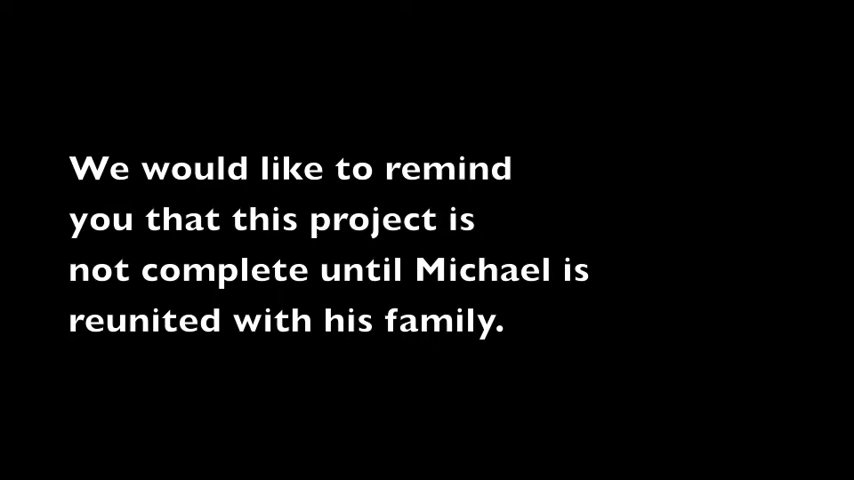 We would like to remind
you that this project is
not complete until Michael is
reunited with his family.